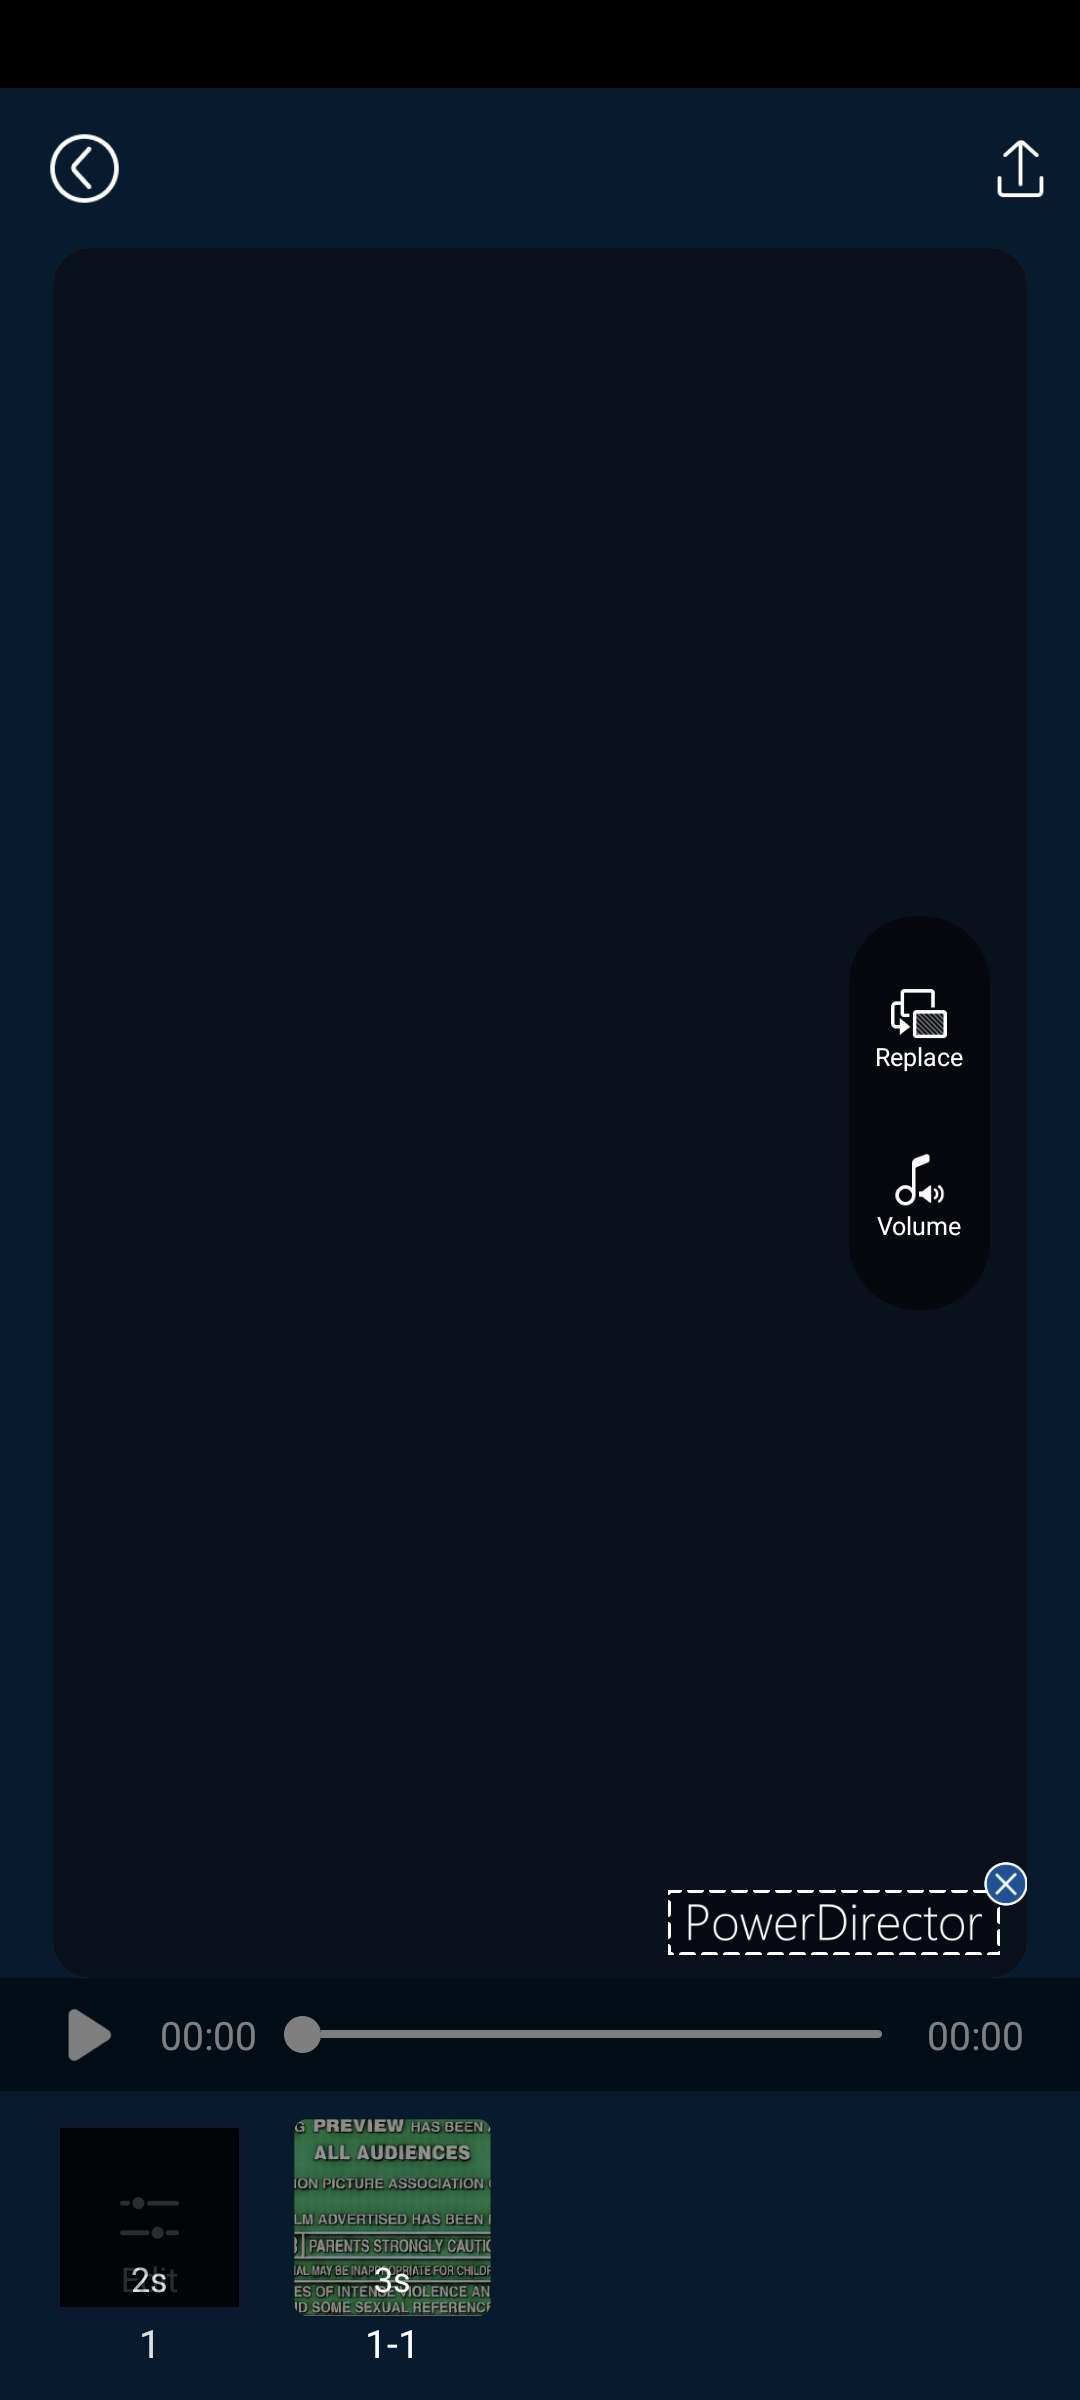 Replace
Volume
PowerDirector
00:00
00:00
G PREVIEW HAS BEEN
ALL AUDIENCES
ION PICTURE ASSOCIATION
LM ADVERTISED HAS BEEN
PARENTS STRONGLY CAUTIO
IAL MAY BE INAPPROPRIATE FOR CHILDR
ES OF INTENSE VIOLENCE AN
D SOME SEXUAL REFERENCE
Edit
2s
3s
1
1-1